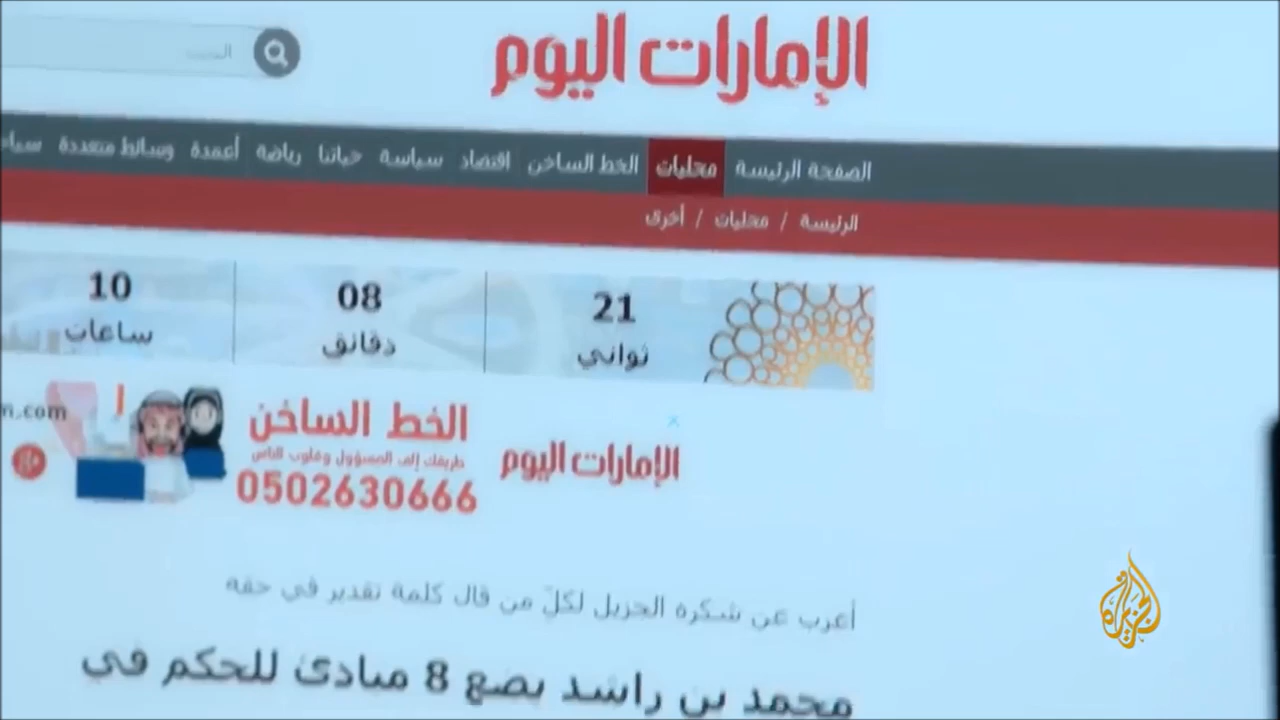 الإمارات اليوم
الصفحة الرئيسة محليات الخط الساخن اقتصاد سياسة حياتنا رياضة أعمدة وسائط متعددة
الرئيسة / محليات / أخرى
21 08 10
ثواني دقائق ساعات
الإمارات اليوم
الخط الساخن
طريقك إلى المسؤول وقلوب الناس
0502630666
أعرب عن شكره الجزيل لكلّ من قال كلمة تقدير في حقه
محمد بن راشد يضع 8 مبادئ للحكم في
الجزيرة